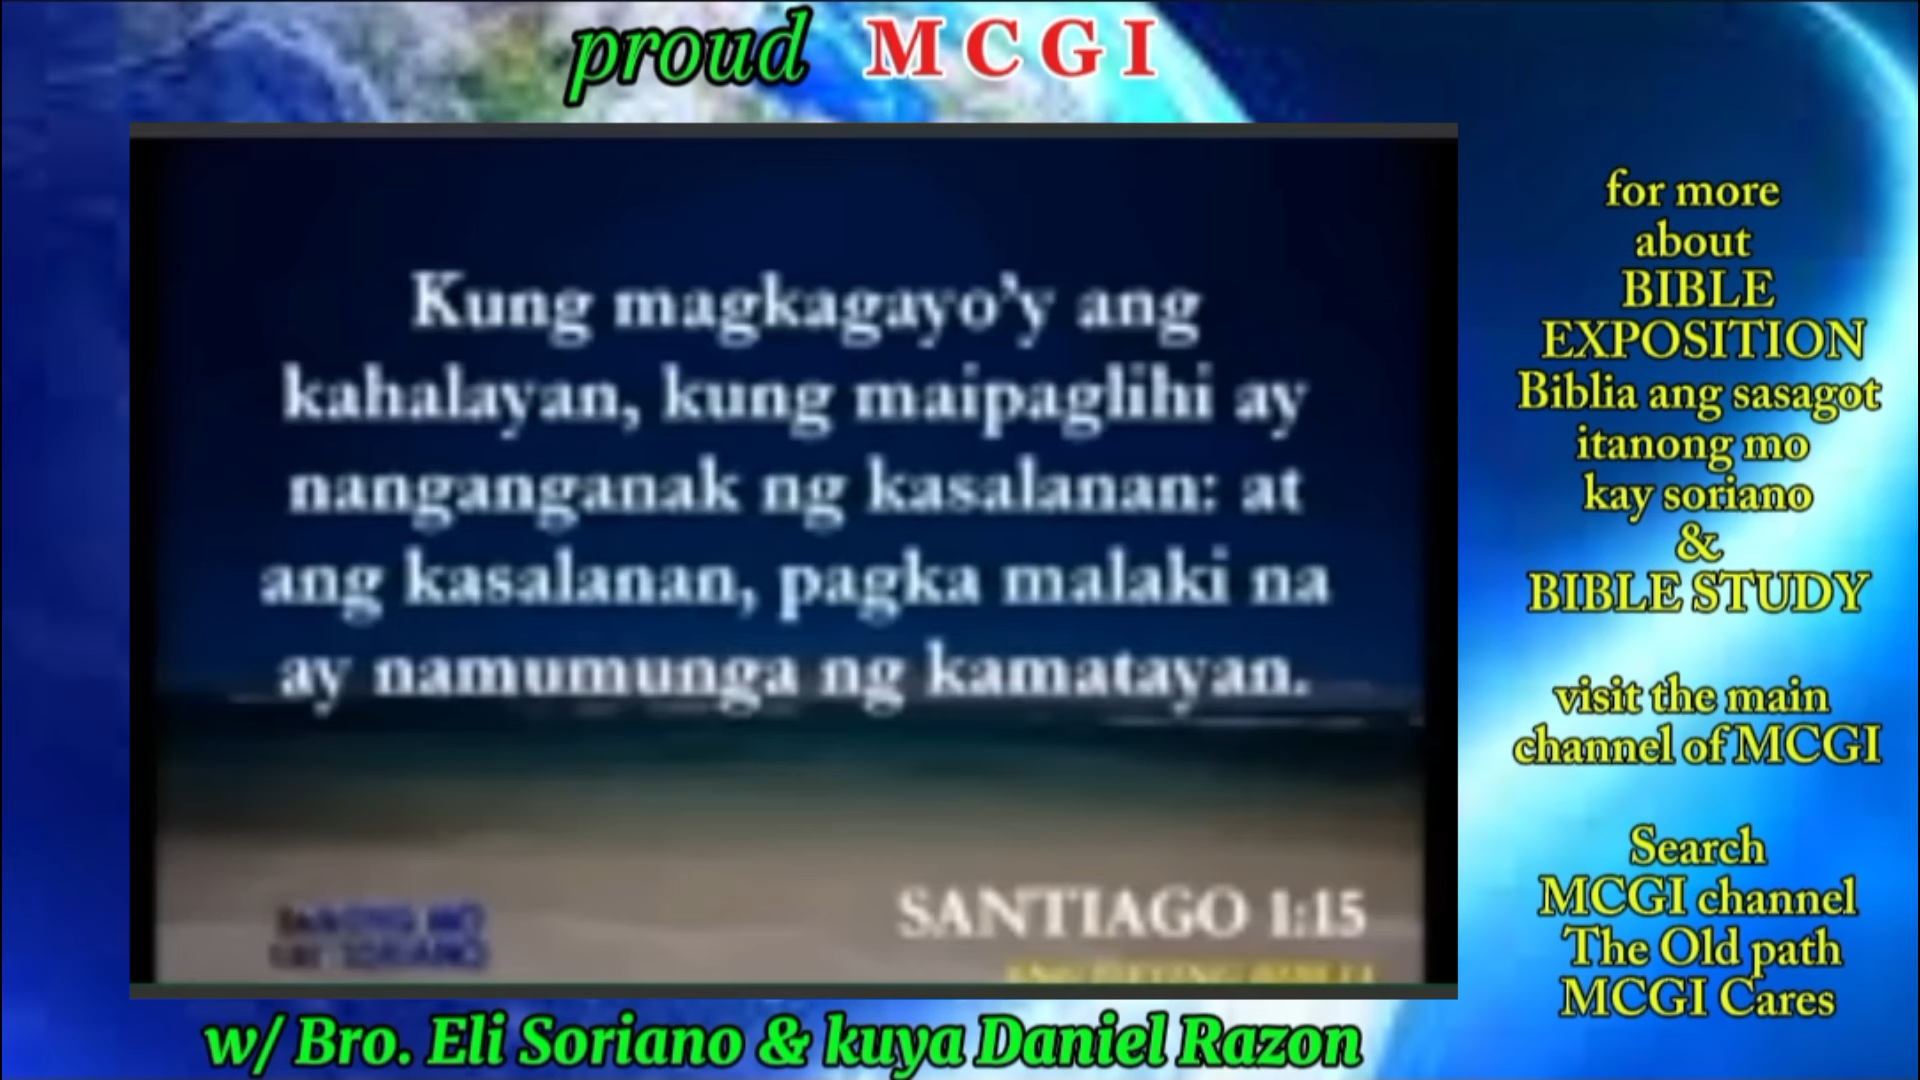 proud MCGI
Kung magkagayo'y ang
kahalayan, kung maipaglihi ay
nanganganak ng kasalanan: at
ang kasalanan, pagka malaki na
ay namumunga ng kamatayan.
SANTIAGO 1:15
w/ Bro. Eli Soriano & kuya Daniel Razon
for more
about
BIBLE
EXPOSITION
Biblia ang sasagot
itanong mo
kay soriano
&
BIBLE STUDY
visit the main
channel of MCGI
Search
MCGI channel
The Old path
MCGI Cares